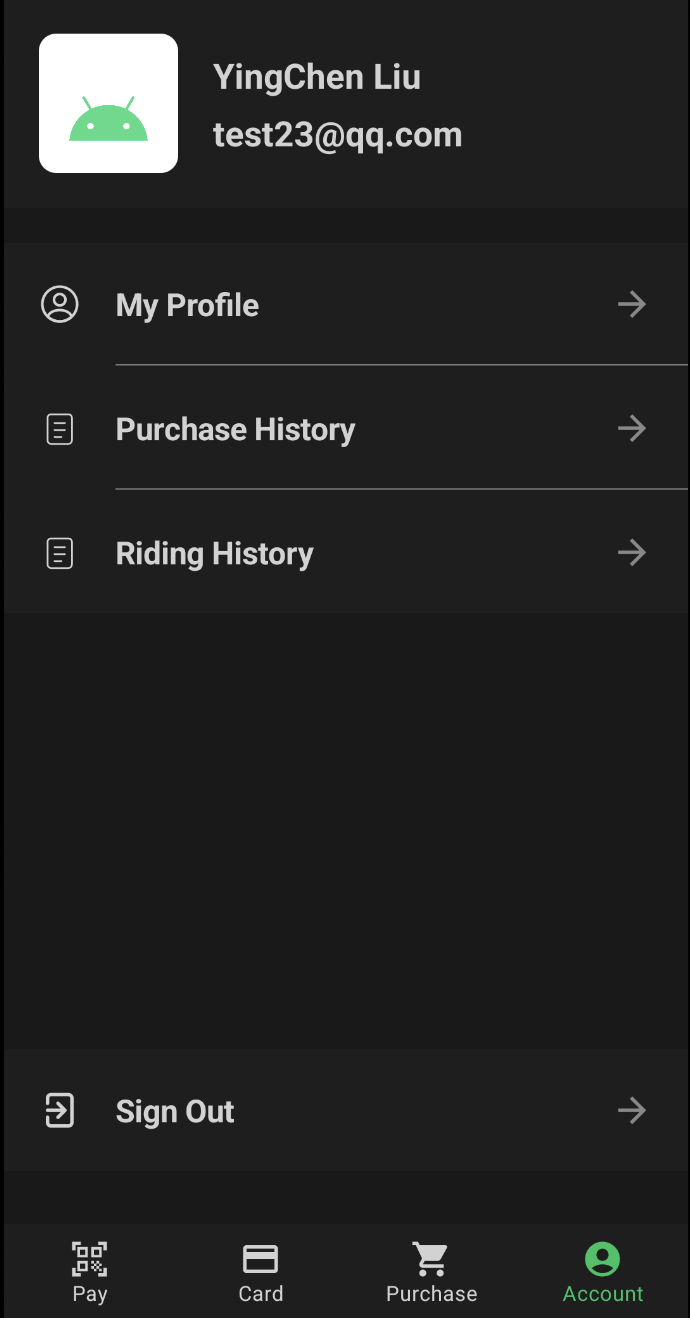 YingChen Liu
test23@qq.com
My Profile
Purchase History
Riding History
Sign Out
Pay
Card
Purchase
Account